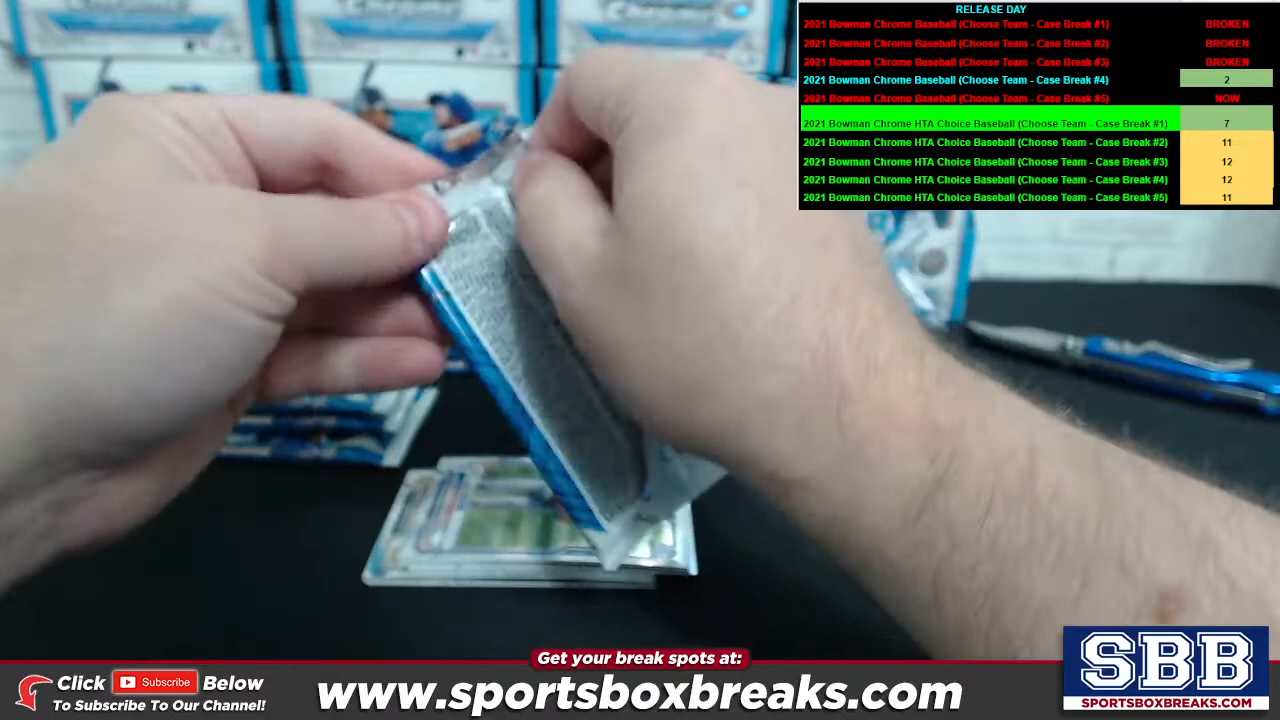 RELEASE DAY
2021 Bowman Chrome Baseball (Choose Team - Case Break #1) BROKEN
2021 Bowman Chrome Baseball (Choose Team - Case Break #2) BROKEN
2021 Bowman Chrome Baseball (Choose Team - Case Break #3) BROKEN
2021 Bowman Chrome Baseball (Choose Team - Case Break #4) 2
2021 Bowman Chrome Baseball (Choose Team - Case Break #5) NOW
2021 Bowman Chrome HTA Choice Baseball (Choose Team - Case Break #1) 7
2021 Bowman Chrome HTA Choice Baseball (Choose Team - Case Break #2) 11
2021 Bowman Chrome HTA Choice Baseball (Choose Team - Case Break #3) 12
2021 Bowman Chrome HTA Choice Baseball (Choose Team - Case Break #4) 12
2021 Bowman Chrome HTA Choice Baseball (Choose Team - Case Break #5) 11
Get your break spots at:
Click Subscribe Below
To Subscribe To Our Channel!
www.sportsboxbreaks.com
SBB
SPORTSBOXBREAKS.COM